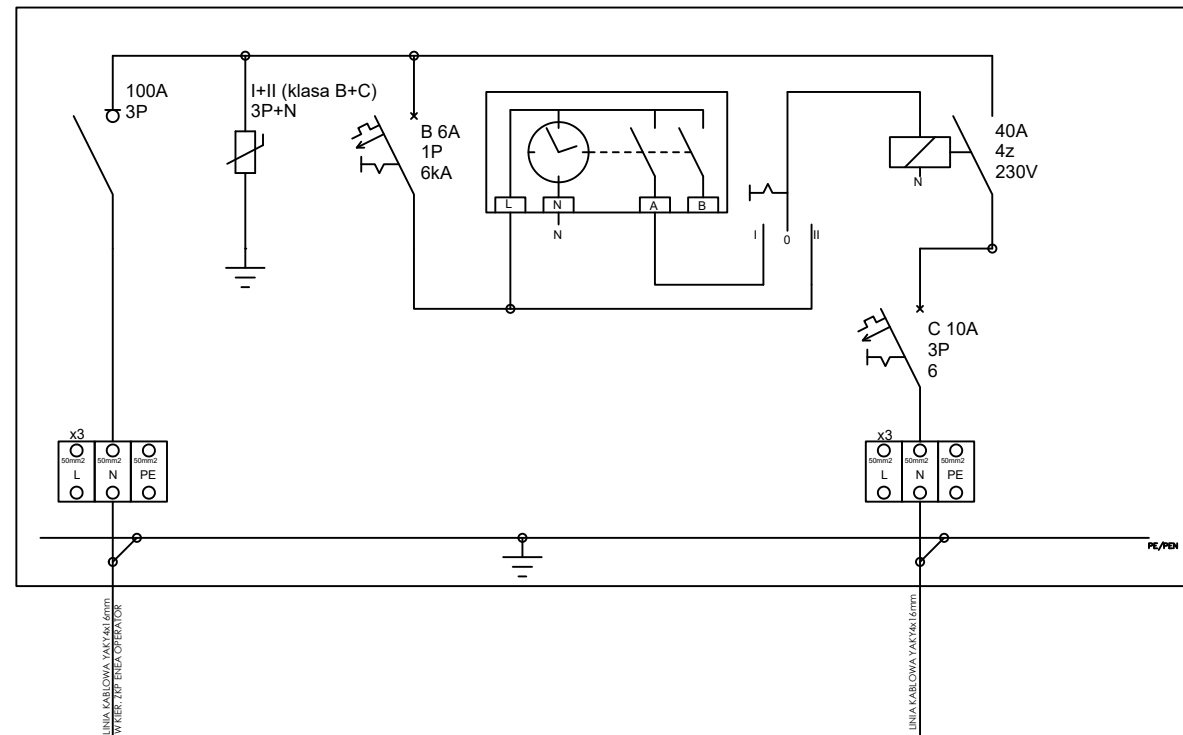 100A
3P
I+II (klasa B+C)
3P+N
B 6A
1P
6kA
L
N
A
B
N
I
0
II
N
40A
4z
230V
C 10A
3P
6
x3
50mm2
50mm2
50mm2
L
N
PE
x3
50mm2
50mm2
50mm2
L
N
PE
PE/PEN
LINIA KABLOWA YAKY4x16mm
W KIER. ZKP ENEA OPERATOR
LINIA KABLOWA YAKY4x16mm